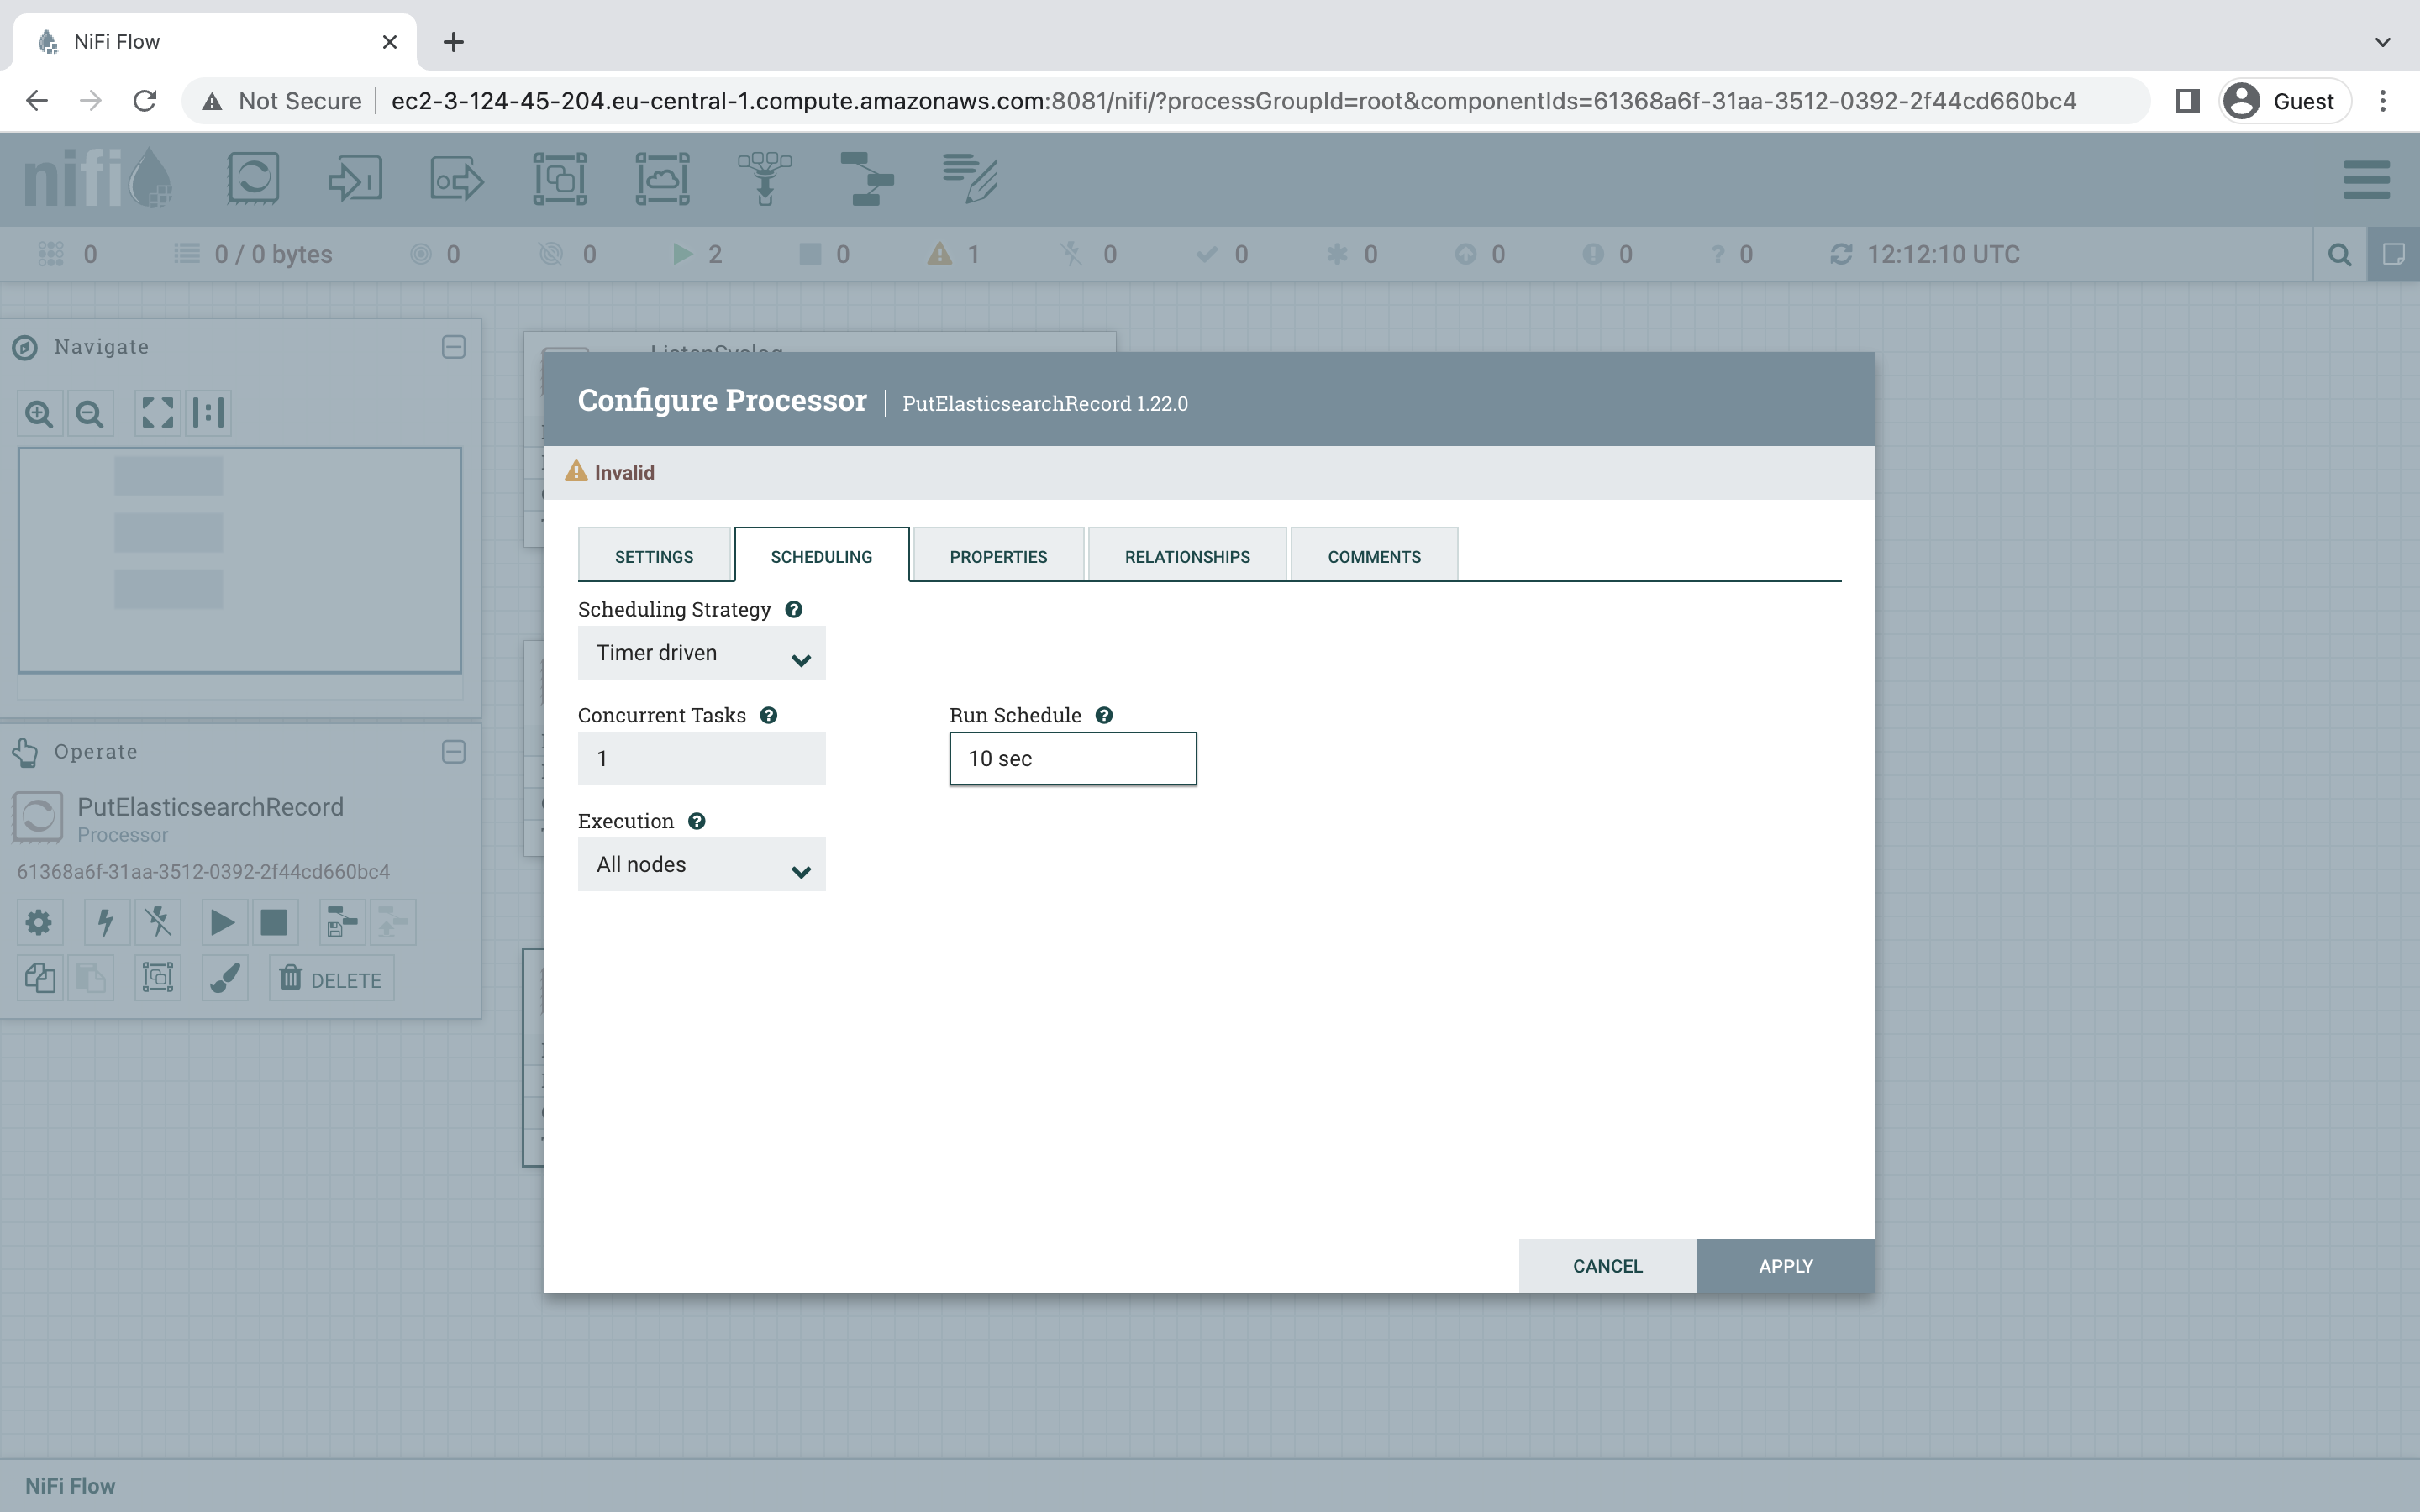 NiFi Flow
Not Secure
ec2-3-124-45-204.eu-central-1.compute.amazonaws.com:8081/nifi/?processGroupId=root&componentIds=61368a6f-31aa-3512-0392-2f44cd660bc4
Guest
nifi
0
0 / 0 bytes
0
0
2
0
1
0
0
0
0
0
0
12:12:10 UTC
Navigate
ListenSyslog
Configure Processor
PutElasticsearchRecord 1.22.0
Invalid
SETTINGS
SCHEDULING
PROPERTIES
RELATIONSHIPS
COMMENTS
Scheduling Strategy
Timer driven
Concurrent Tasks
Run Schedule
1
10 sec
Execution
All nodes
Operate
PutElasticsearchRecord
Processor
61368a6f-31aa-3512-0392-2f44cd660bc4
DELETE
CANCEL
APPLY
NiFi Flow